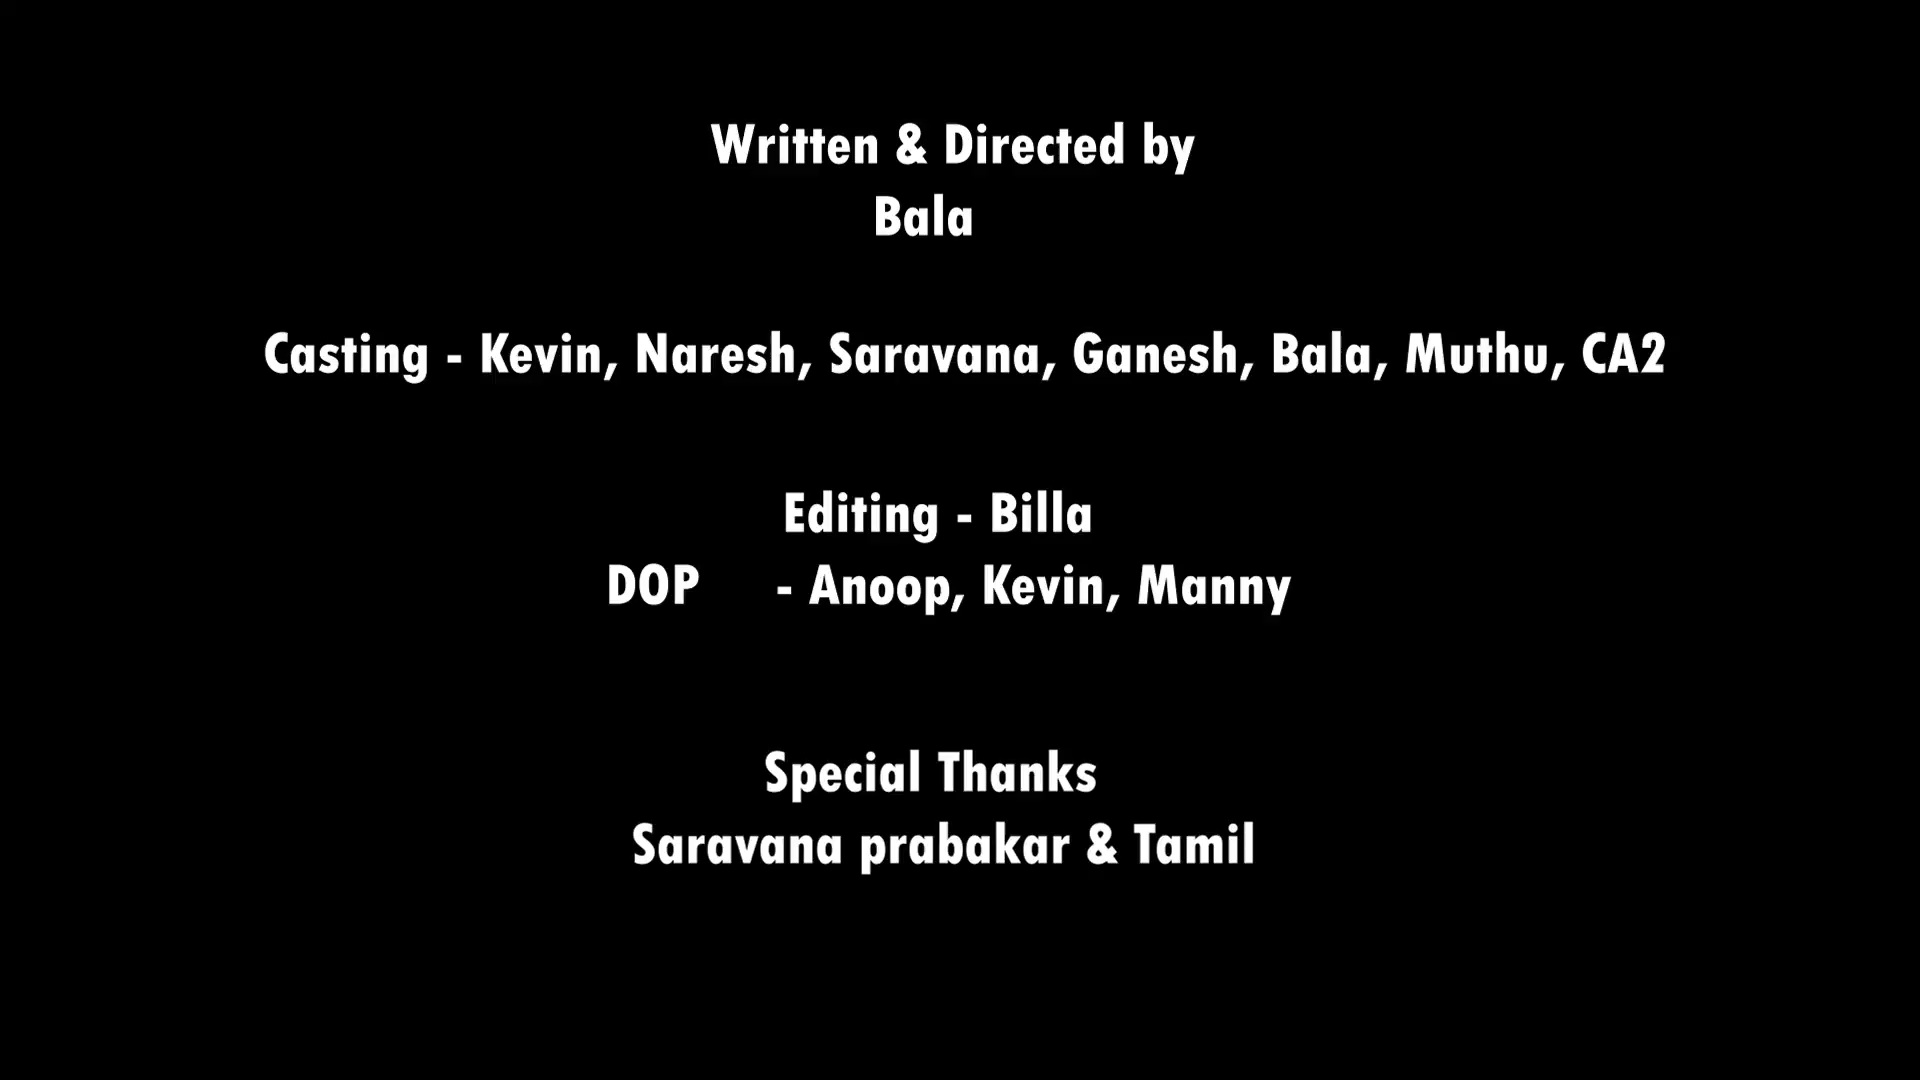 Written & Directed by
Bala
Casting - Kevin, Naresh, Saravana, Ganesh, Bala, Muthu, CA2
Editing - Billa
DOP - Anoop, Kevin, Manny
Special Thanks
Saravana prabakar & Tamil